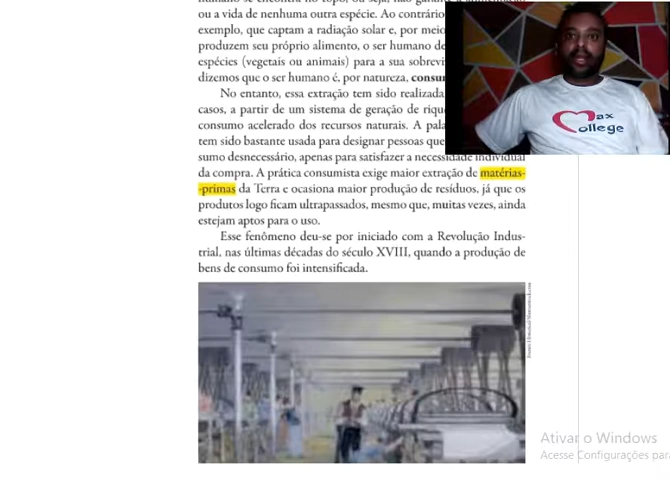 ou a vida de nenhuma outra espécie. Ao contrário
exemplo, que captam a radiação solar e, por meio
produzem seu próprio alimento, o ser humano de
espécies (vegetais ou animais) para a sua sobrevi
dizemos que o ser humano é, por natureza, consu
No entanto, essa extração tem sido realizada
casos, a partir de um sistema de geração de riqu
consumo acelerado dos recursos naturais. A pala
tem sido bastante usada para designar pessoas que
sumo desnecessário, apenas para satisfazer a necessidade individual
da compra. A prática consumista exige maior extração de matérias-
-primas da Terra e ocasiona maior produção de resíduos, já que os
produtos logo ficam ultrapassados, mesmo que, muitas vezes, ainda
estejam aptos para o uso.
Esse fenômeno deu-se por iniciado com a Revolução Indus-
trial, nas últimas décadas do século XVIII, quando a produção de
bens de consumo foi intensificada.
Max
College
Ativar o Windows
Acesse Configurações par